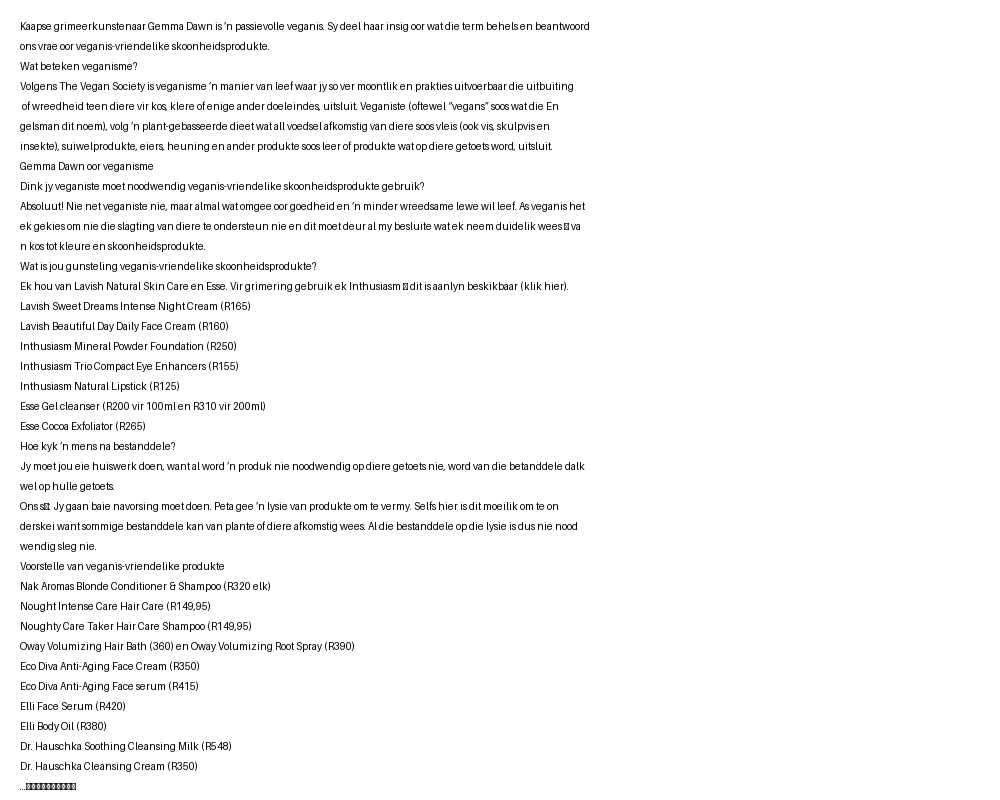 Kaapse grimeerkunstenaar Gemma Dawn is 'n passievolle veganis. Sy deel haar insig oor wat die term behels en beantwoord
ons vrae oor veganis-vriendelike skoonheidsprodukte.
Wat beteken veganisme?
Volgens The Vegan Society is veganisme 'n manier van leef waar jy so ver moontlik en prakties uitvoerbaar die uitbuiting
of wreedheid teen diere vir kos, klere of enige ander doeleindes, uitsluit. Veganiste (oftewel "vegans" soos wat die En
gelsman dit noem), volg 'n plant-gebasseerde dieet wat all voedsel afkomstig van diere soos vleis (ook vis, skulpvis en
insekte), suiwelprodukte, eiers, heuning en ander produkte soos leer of produkte wat op diere getoets word, uitsluit.
Gemma Dawn oor veganisme
Dink jy veganiste moet noodwendig veganis-vriendelike skoonheidsprodukte gebruik?
Absoluut! Nie net veganiste nie, maar almal wat omgee oor goedheid en 'n minder wreedsame lewe wil leef. As veganis het
ek gekies om nie die slagting van diere te ondersteun nie en dit moet deur al my besluite wat ek neem duidelik wees va
n kos tot kleure en skoonheidsprodukte.
Wat is jou gunsteling veganis-vriendelike skoonheidsprodukte?
Ek hou van Lavish Natural Skin Care en Esse. Vir grimering gebruik ek Inthusiasm dit is aanlyn beskikbaar (klik hier).
Lavish Sweet Dreams Intense Night Cream (R165)
Lavish Beautiful Day Daily Face Cream (R160)
Inthusiasm Mineral Powder Foundation (R250)
Inthusiasm Trio Compact Eye Enhancers (R155)
Inthusiasm Natural Lipstick (R125)
Esse Gel cleanser (R200 vir 100ml en R310 vir 200ml)
Esse Cocoa Exfoliator (R265)
Hoe kyk 'n mens na bestanddele?
Jy moet jou eie huiswerk doen, want al word 'n produk nie noodwendig op diere getoets nie, word van die betanddele dalk
wel op hulle getoets.
Ons Jy gaan baie navorsing moet doen. Peta gee 'n lysie van produkte om te vermy. Selfs hier is dit moeilik om te on
derskei want sommige bestanddele kan van plante of diere afkomstig wees. Al die bestanddele op die lysie is dus nie nood
wendig sleg nie.
Voorstelle van veganis-vriendelike produkte
Nak Aromas Blonde Conditioner & Shampoo (R320 elk)
Nought Intense Care Hair Care (R149,95)
Noughty Care Taker Hair Care Shampoo (R149,95)
Oway Volumizing Hair Bath (360) en Oway Volumizing Root Spray (R390)
Eco Diva Anti-Aging Face Cream (R350)
Eco Diva Anti-Aging Face serum (R415)
Elli Face Serum (R420)
Elli Body Oil (R380)
Dr. Hauschka Soothing Cleansing Milk (R548)
Dr. Hauschka Cleansing Cream (R350)
...